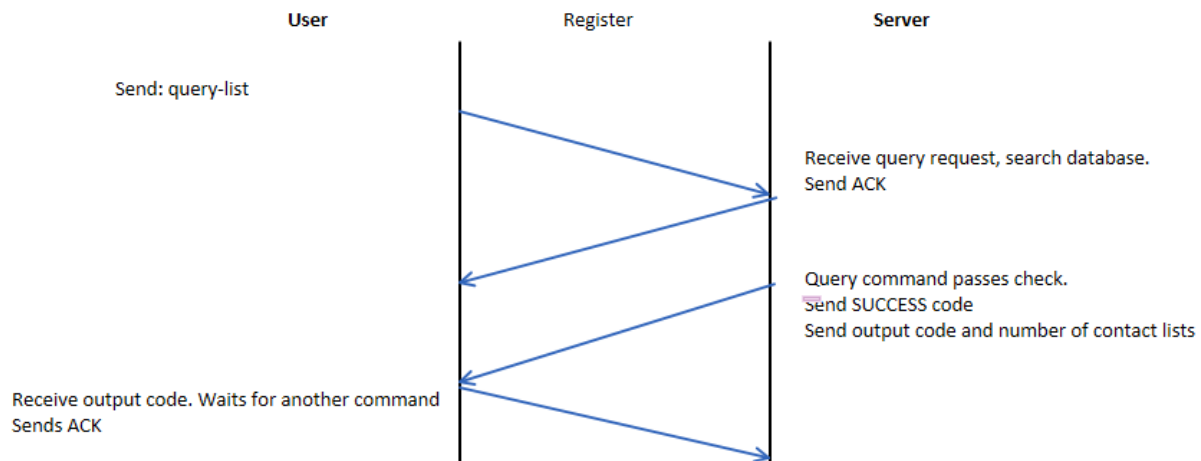 User
Register
Server
Send: query-list
Receive query request, search database.
Send ACK
Query command passes check.
Send SUCCESS code
Send output code and number of contact lists
Receive output code. Waits for another command
Sends ACK